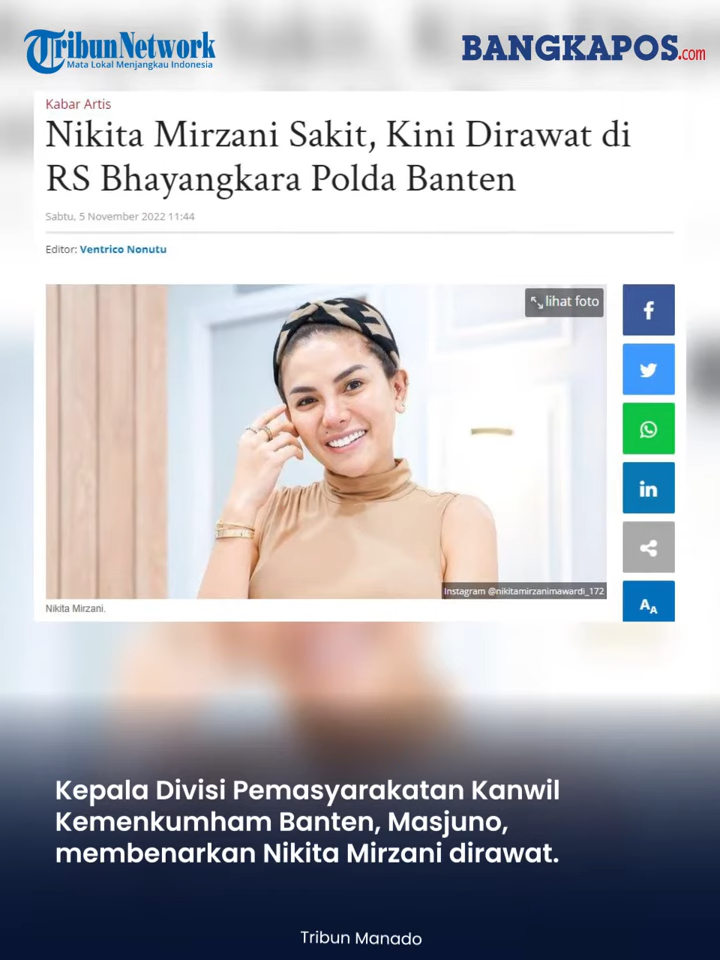 TribunNetwork
Mata Lokal Menjangkau Indonesia
BANGKAPOS.com
Kabar Artis
Nikita Mirzani Sakit, Kini Dirawat di
RS Bhayangkara Polda Banten
Sabtu, 5 November 2022 11:44
Editor: Ventrico Nonutu
lihat foto
f
in
AA
Instagram @nikitamirzanimawardi_172
Nikita Mirzani.
Kepala Divisi Pemasyarakatan Kanwil
Kemenkumham Banten, Masjuno,
membenarkan Nikita Mirzani dirawat.
Tribun Manado